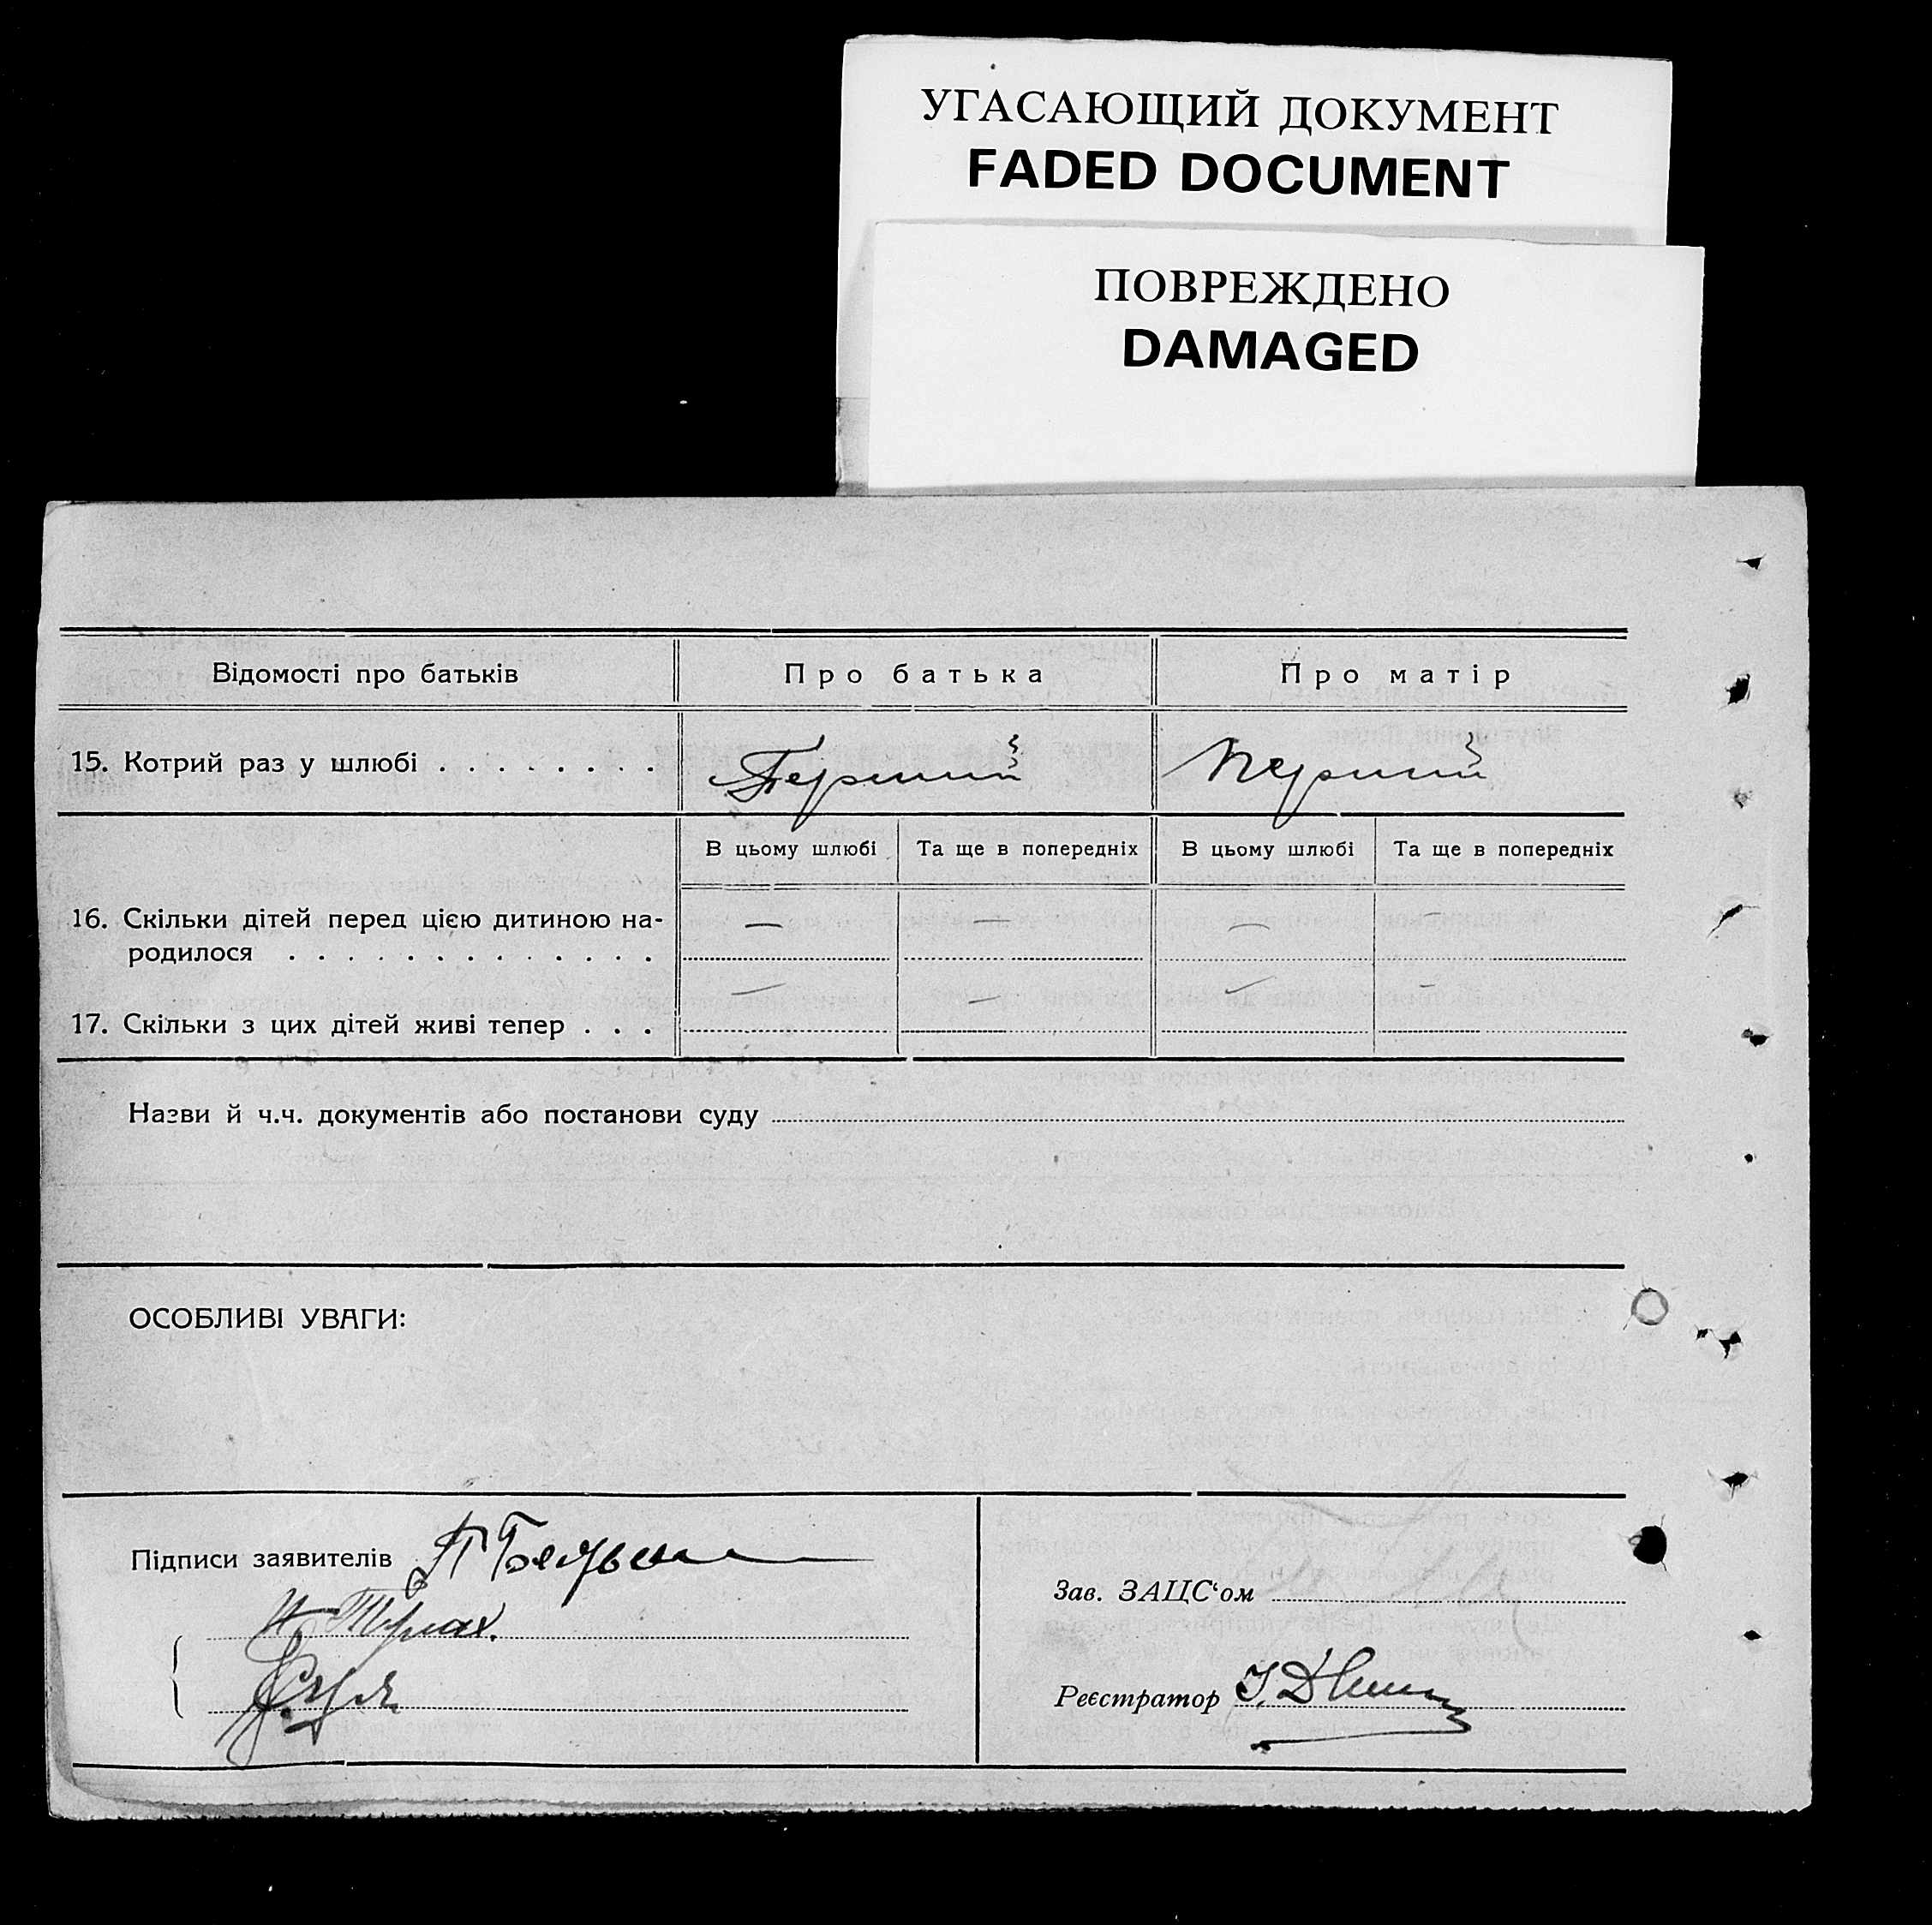 УГАСАЮЩИЙ ДОКУМЕНТ
FADED DOCUMENT
ПОВРЕЖДЕНО
DAMAGED
Відомості про батьків Про батька Про матір
15. Котрий раз у шлюбі . . . . . . . . Перший Перший
В цьому шлюбі Та ще в попередніх В цьому шлюбі Та ще в попередніх
16. Скільки дітей перед цією дитиною на- — — — —
родилося . . . . . . . . . . . . .
17. Скільки з цих дітей живі тепер . . . — — — —
Назви й ч.ч. документів або постанови суду
ОСОБЛИВІ УВАГИ:
Підписи заявителів
Зав. ЗАЦС‘ом
Реєстратор